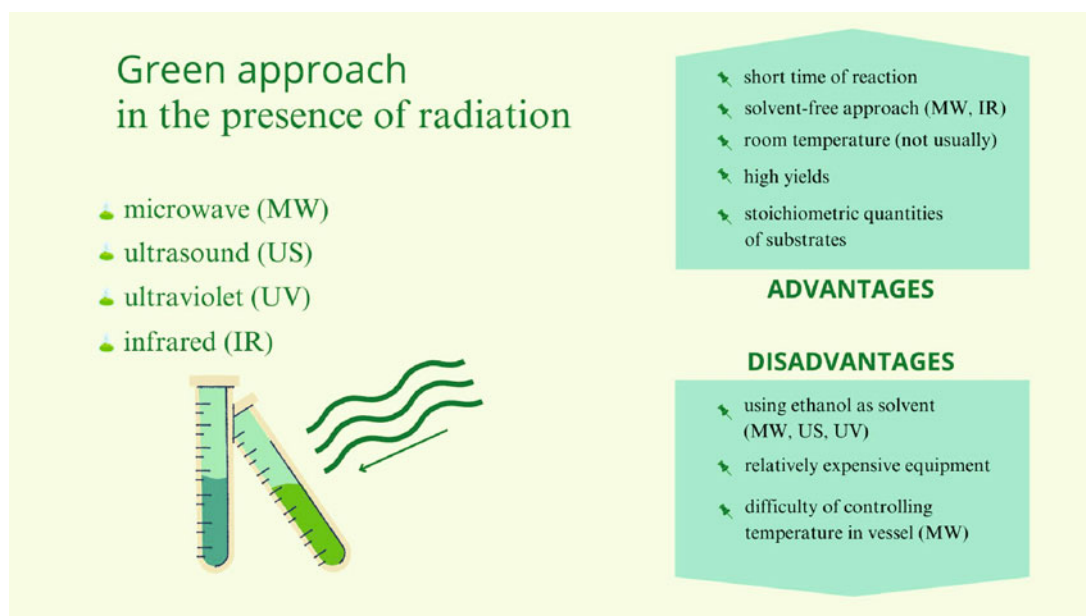 Green approach
in the presence of radiation
microwave (MW)
ultrasound (US)
ultraviolet (UV)
infrared (IR)
short time of reaction
solvent-free approach (MW, IR)
room temperature (not usually)
high yields
stoichiometric quantities
of substrates
ADVANTAGES
DISADVANTAGES
using ethanol as solvent
(MW, US, UV)
relatively expensive equipment
difficulty of controlling
temperature in vessel (MW)